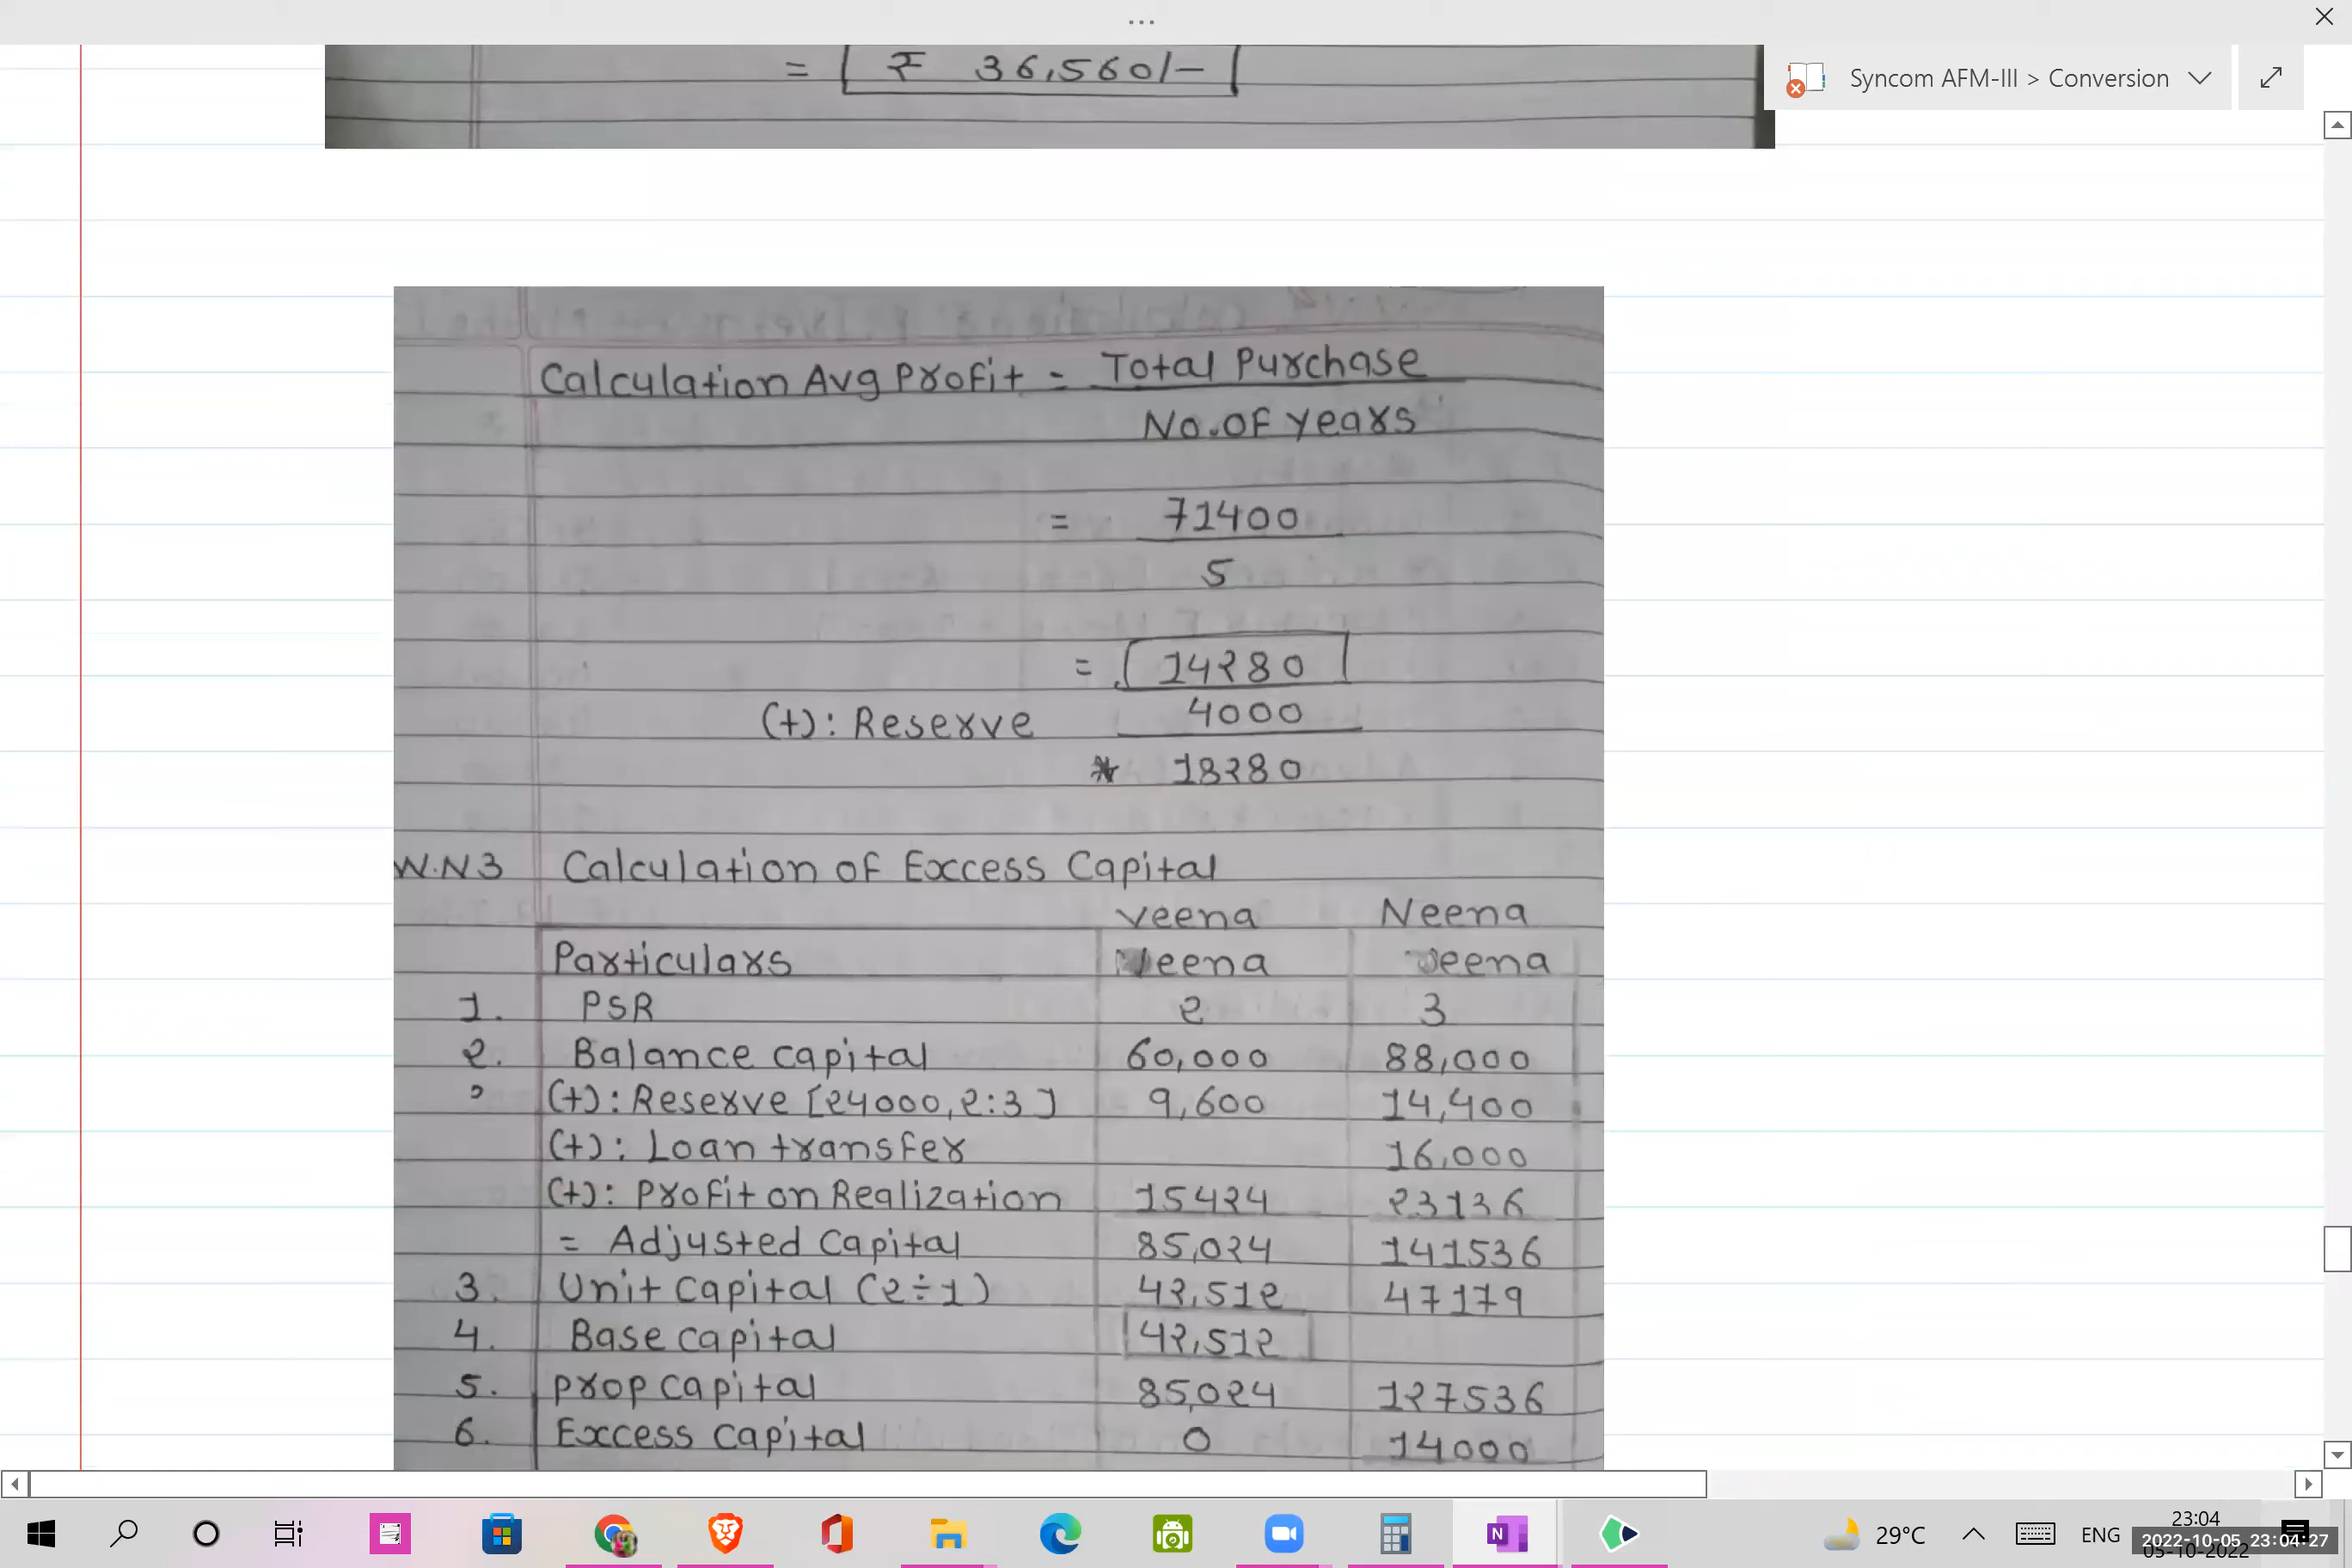 ...
= ₹ 36,560/-
Syncom AFM-III > Conversion
Calculation Avg Profit = Total Purchase
No. of years
= 71400
5
= 14280
(+): Reserve 4000
* 18280
W.N3 Calculation of Excess Capital
Veena Neena
Particulars Veena Neena
1. PSR 2 3
2. Balance capital 60,000 88,000
(+): Reserve [24000, 2:3] 9,600 14,400
(+): Loan transfer 16,000
(+): Profit on Realization 15424 23136
= Adjusted Capital 85,024 141536
3. Unit Capital (2÷1) 42,512 47179
4. Base capital 42,512
5. prop capital 85,024 127536
6. Excess capital 0 14000
29°C ENG 23:04
2022-10-05 23:04:27
05-10-2022